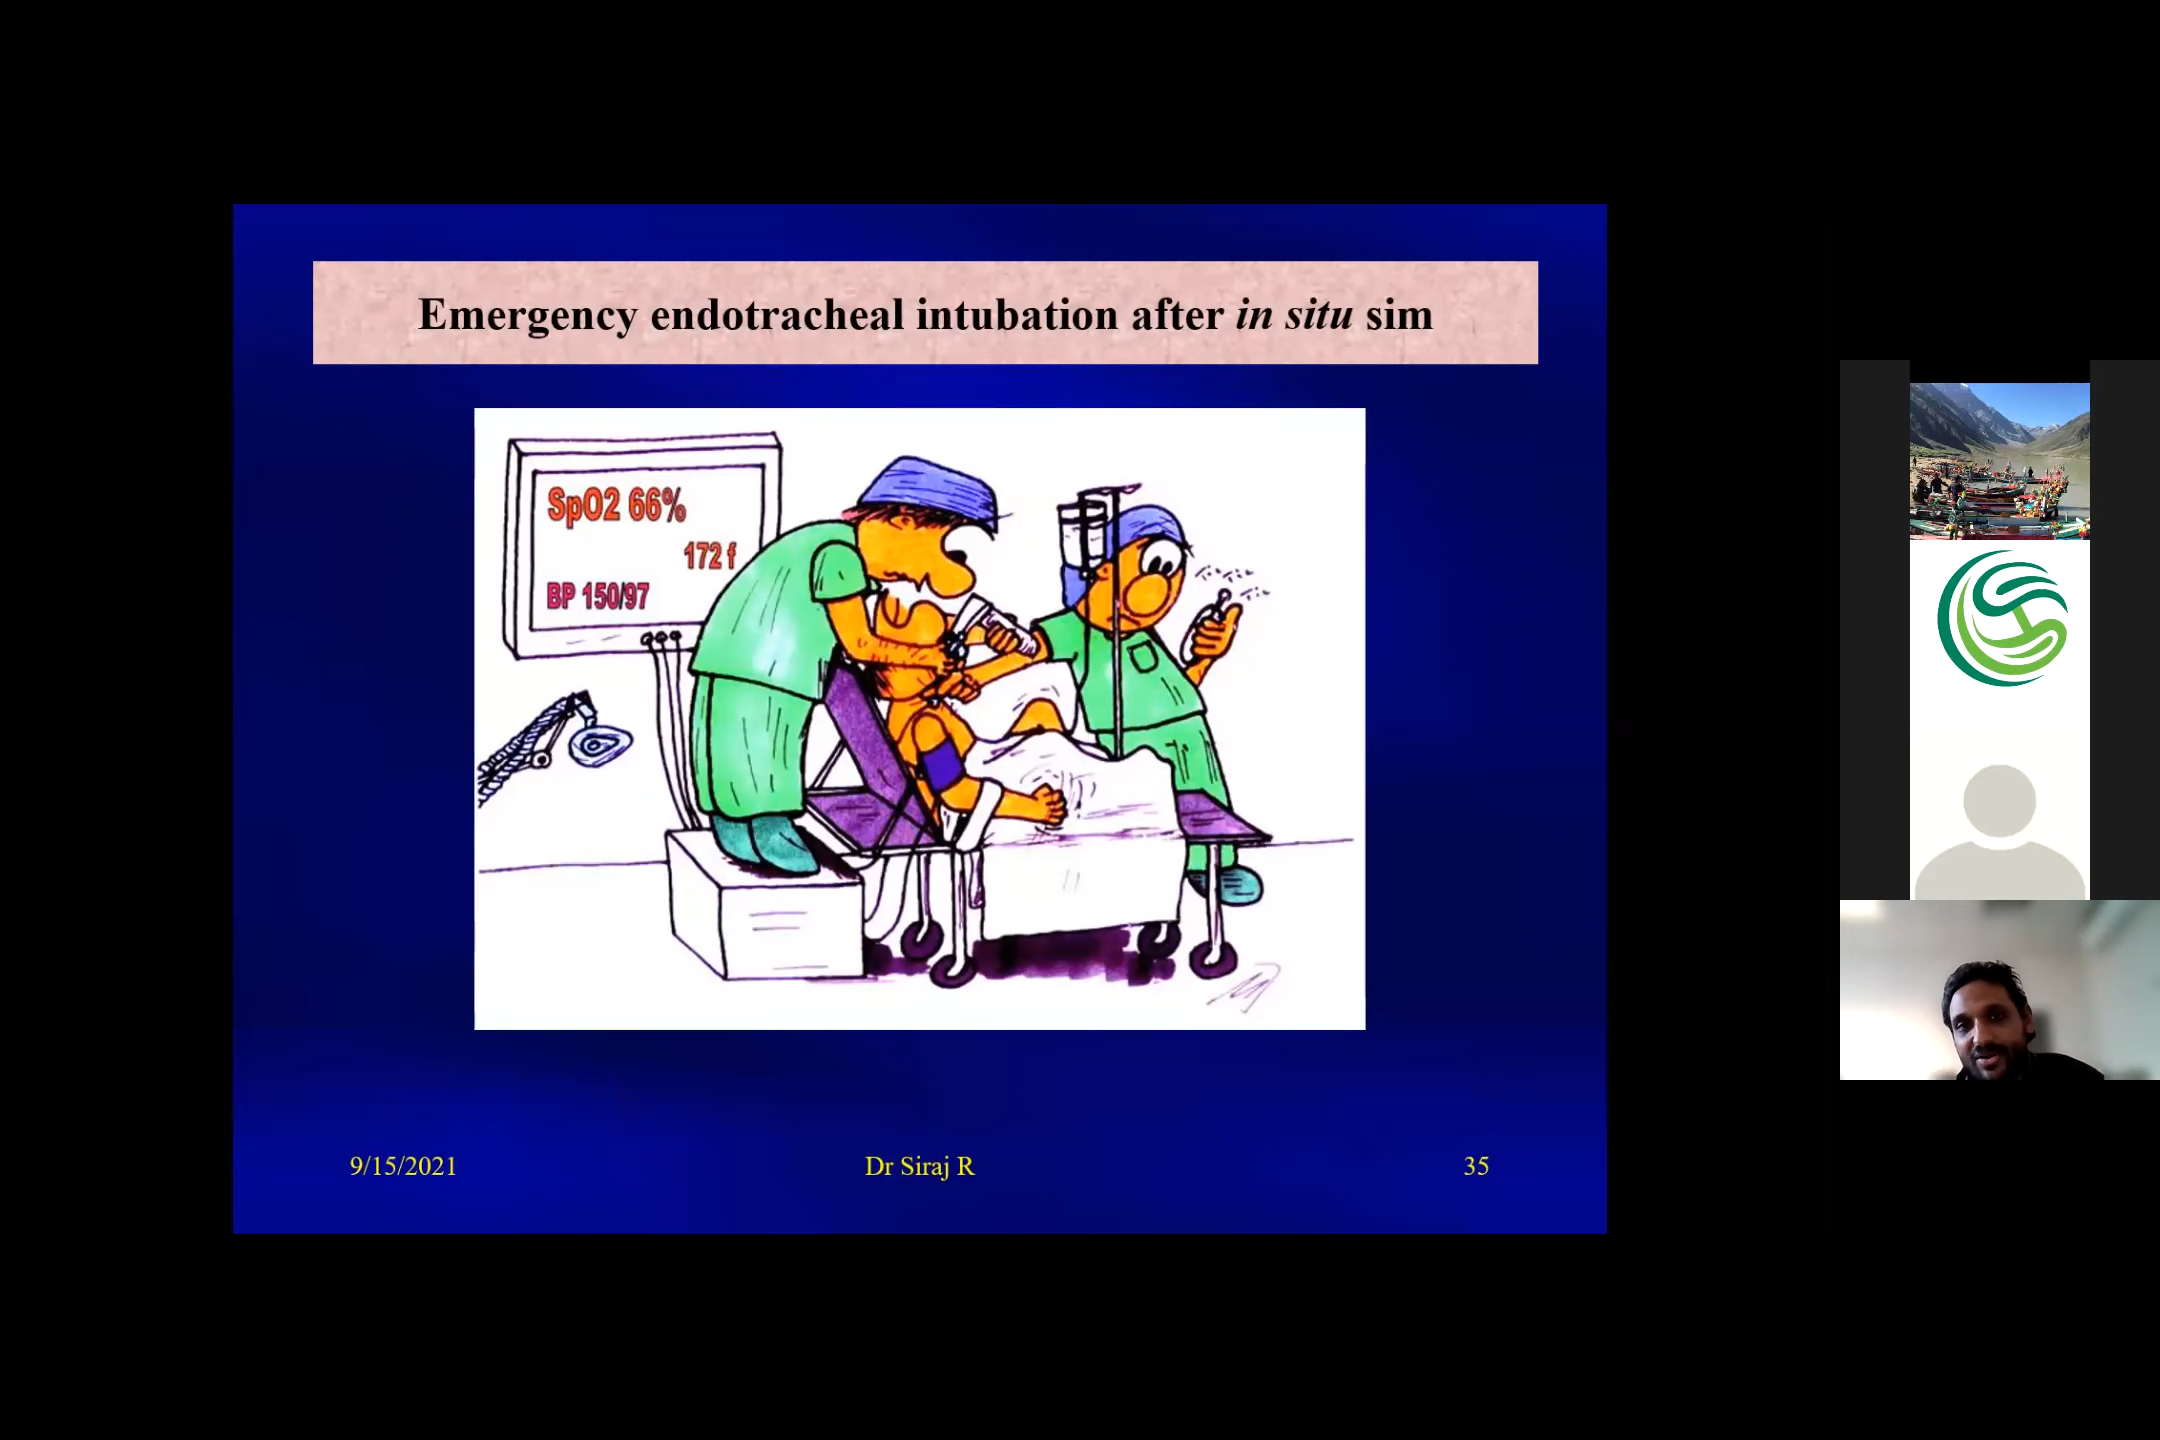 Emergency endotracheal intubation after in situ sim
SpO2 66%
172 f
BP 150/97
9/15/2021
Dr Siraj R
35